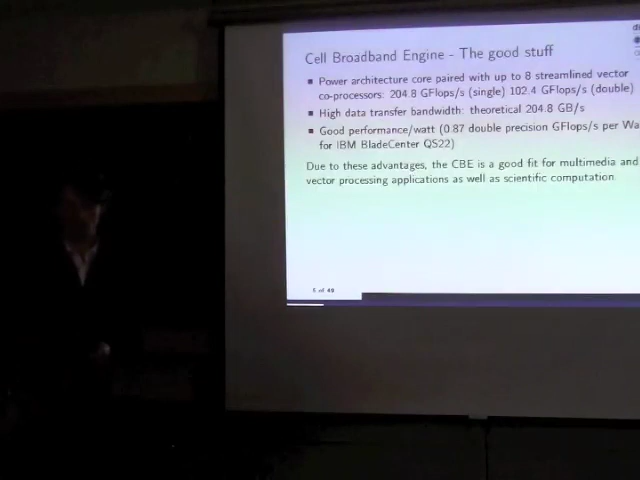 Cell Broadband Engine - The good stuff
Power architecture core paired with up to 8 streamlined vector
co-processors: 204.8 GFlops/s (single) 102.4 GFlops/s (double)
High data transfer bandwidth: theoretical 204.8 GB/s
Good performance/watt (0.87 double precision GFlops/s per Wa
for IBM BladeCenter QS22)
Due to these advantages, the CBE is a good fit for multimedia and
vector processing applications as well as scientific computation
5 of 49